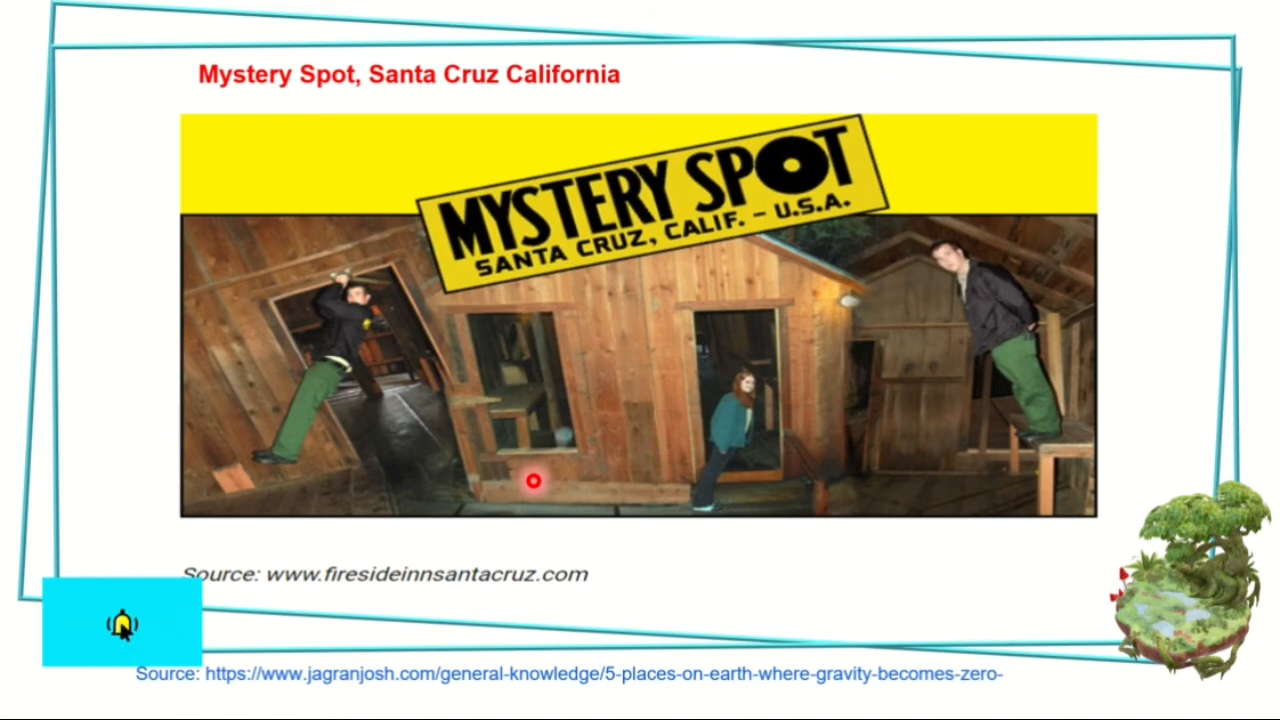 Mystery Spot, Santa Cruz California
MYSTERY SPOT
SANTA CRUZ, CALIF. – U.S.A.
Source: www.firesideinnsantacruz.com
Source: https://www.jagranjosh.com/general-knowledge/5-places-on-earth-where-gravity-becomes-zero-